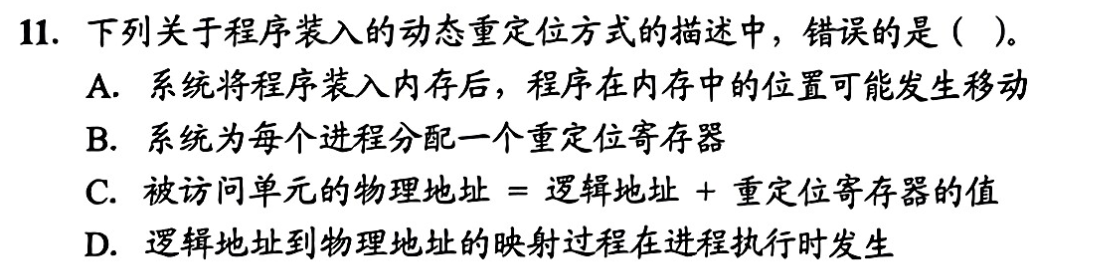 11. 下列关于程序装入的动态重定位方式的描述中，错误的是（ ）。
A. 系统将程序装入内存后，程序在内存中的位置可能发生移动
B. 系统为每个进程分配一个重定位寄存器
C. 被访问单元的物理地址 = 逻辑地址 + 重定位寄存器的值
D. 逻辑地址到物理地址的映射过程在进程执行时发生